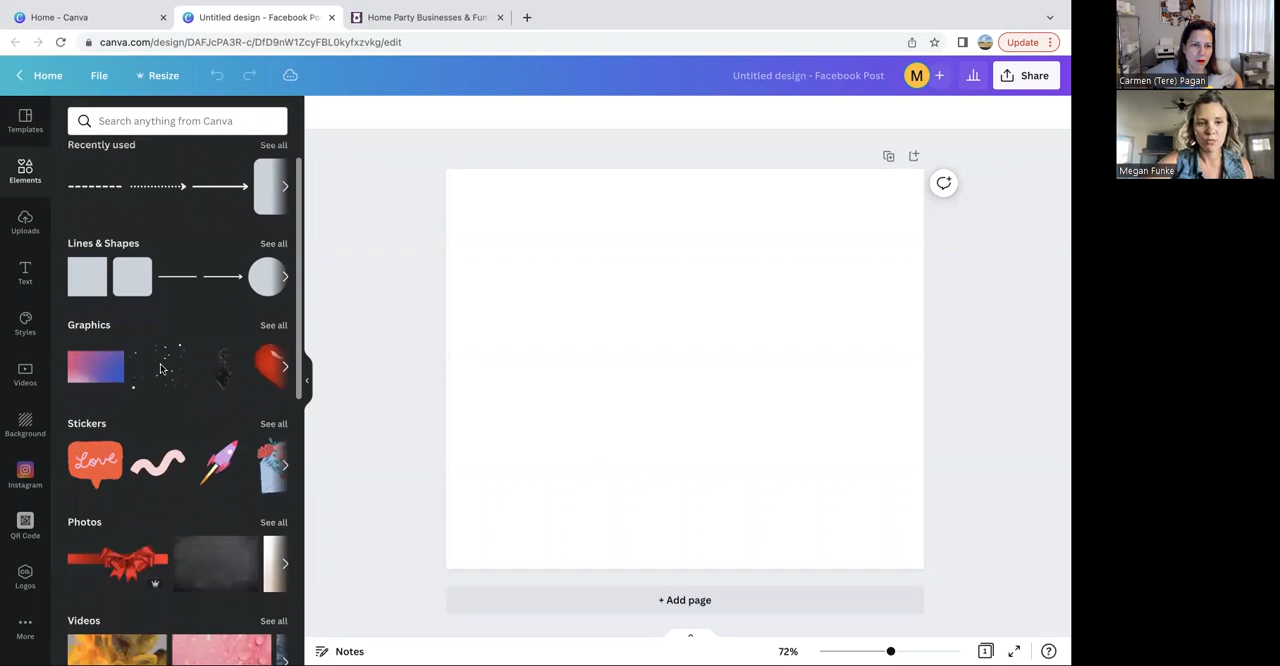 Home - Canva
Untitled design - Facebook Po
Home Party Businesses & Fun
canva.com/design/DAFJcPA3R-c/DfD9nW1ZcyFBL0kyfxzvkg/edit
Update
Home
File
Resize
Untitled design - Facebook Post
M
Share
Templates
Elements
Uploads
Text
Styles
Videos
Background
Instagram
QR Code
CO.
Logos
More
Search anything from Canva
Recently used
See all
Lines & Shapes
See all
Graphics
See all
Stickers
See all
Love
Photos
See all
Videos
See all
+ Add page
Notes
72%
1
Carmen (Tere) Pagan
Megan Funke